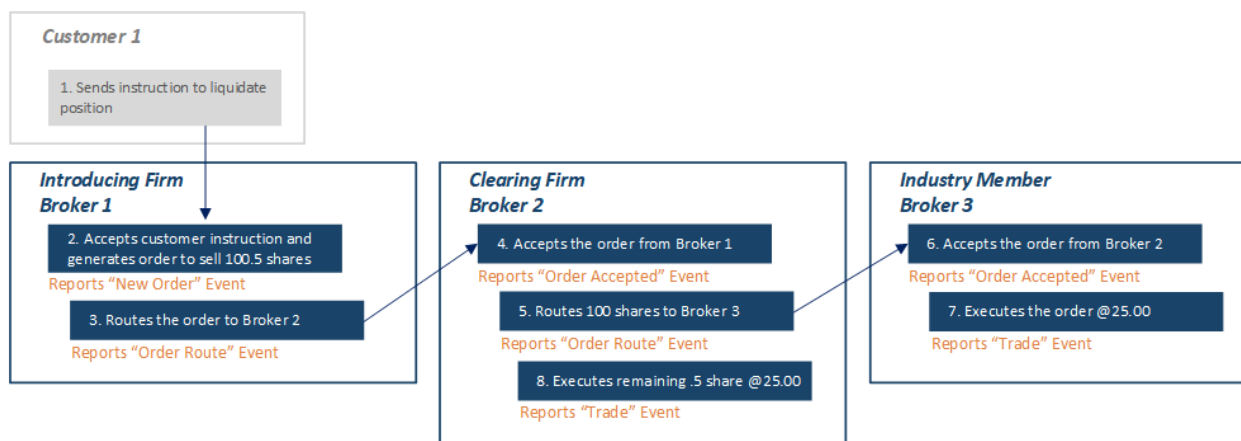 Customer 1
1. Sends instruction to liquidate
position
Introducing Firm
Broker 1
2. Accepts customer instruction and
generates order to sell 100.5 shares
Reports “New Order” Event
3. Routes the order to Broker 2
Reports “Order Route” Event
Clearing Firm
Broker 2
4. Accepts the order from Broker 1
Reports “Order Accepted” Event
5. Routes 100 shares to Broker 3
Reports “Order Route” Event
8. Executes remaining .5 share @25.00
Reports “Trade” Event
Industry Member
Broker 3
6. Accepts the order from Broker 2
Reports “Order Accepted” Event
7. Executes the order @25.00
Reports “Trade” Event